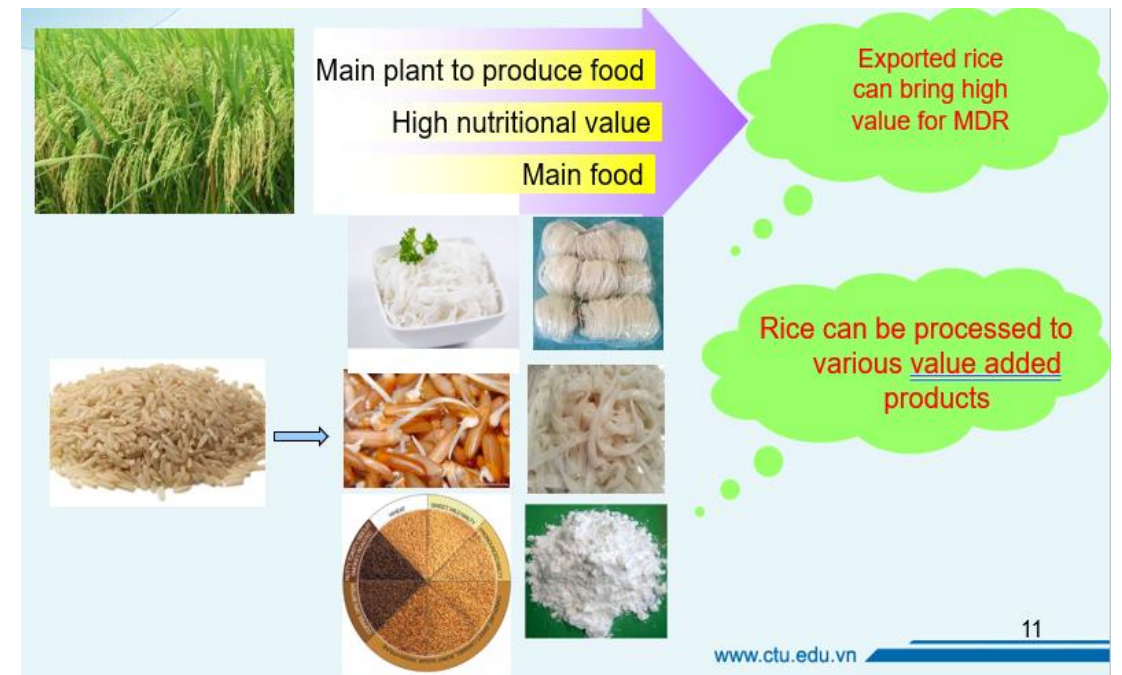 Main plant to produce food
High nutritional value
Main food
Exported rice
can bring high
value for MDR
Rice can be processed to
various value added
products
WHEAT
11
www.ctu.edu.vn